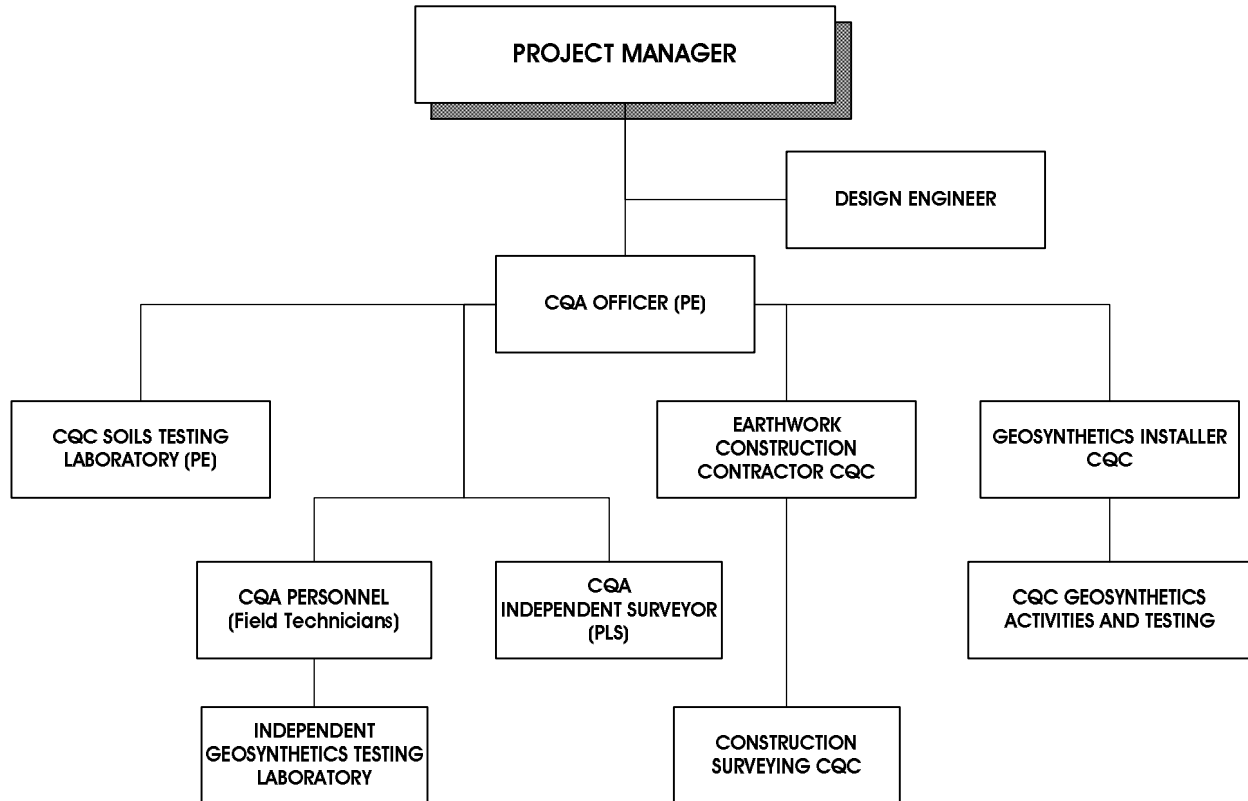 PROJECT MANAGER
DESIGN ENGINEER
CQA OFFICER (PE)
CQC SOILS TESTING
LABORATORY (PE)
EARTHWORK
CONSTRUCTION
CONTRACTOR CQC
GEOSYNTHETICS INSTALLER
CQC
CQA PERSONNEL
(Field Technicians)
CQA
INDEPENDENT SURVEYOR
(PLS)
CQC GEOSYNTHETICS
ACTIVITIES AND TESTING
INDEPENDENT
GEOSYNTHETICS TESTING
LABORATORY
CONSTRUCTION
SURVEYING CQC